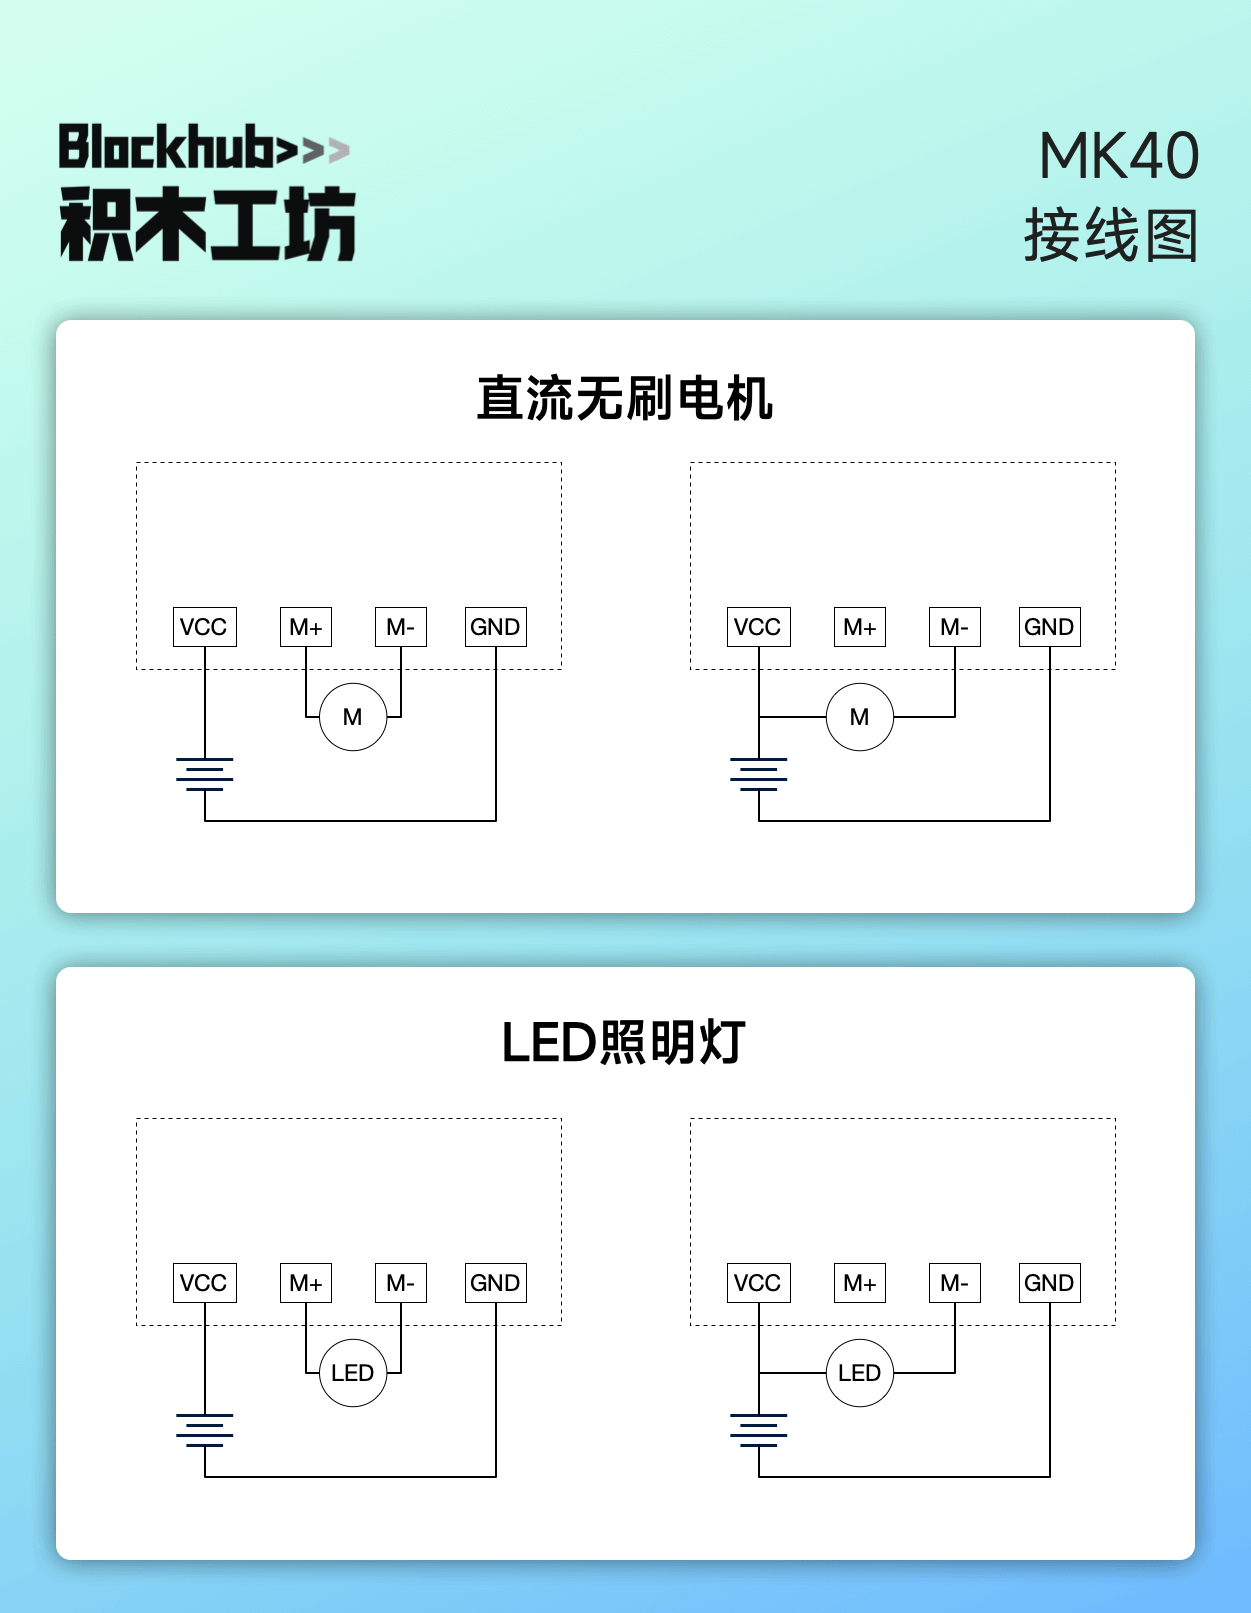 Blockhub>>>
积木工坊
MK40
接线图
直流无刷电机
VCC M+ M- GND
M
VCC M+ M- GND
M
LED照明灯
VCC M+ M- GND
LED
VCC M+ M- GND
LED